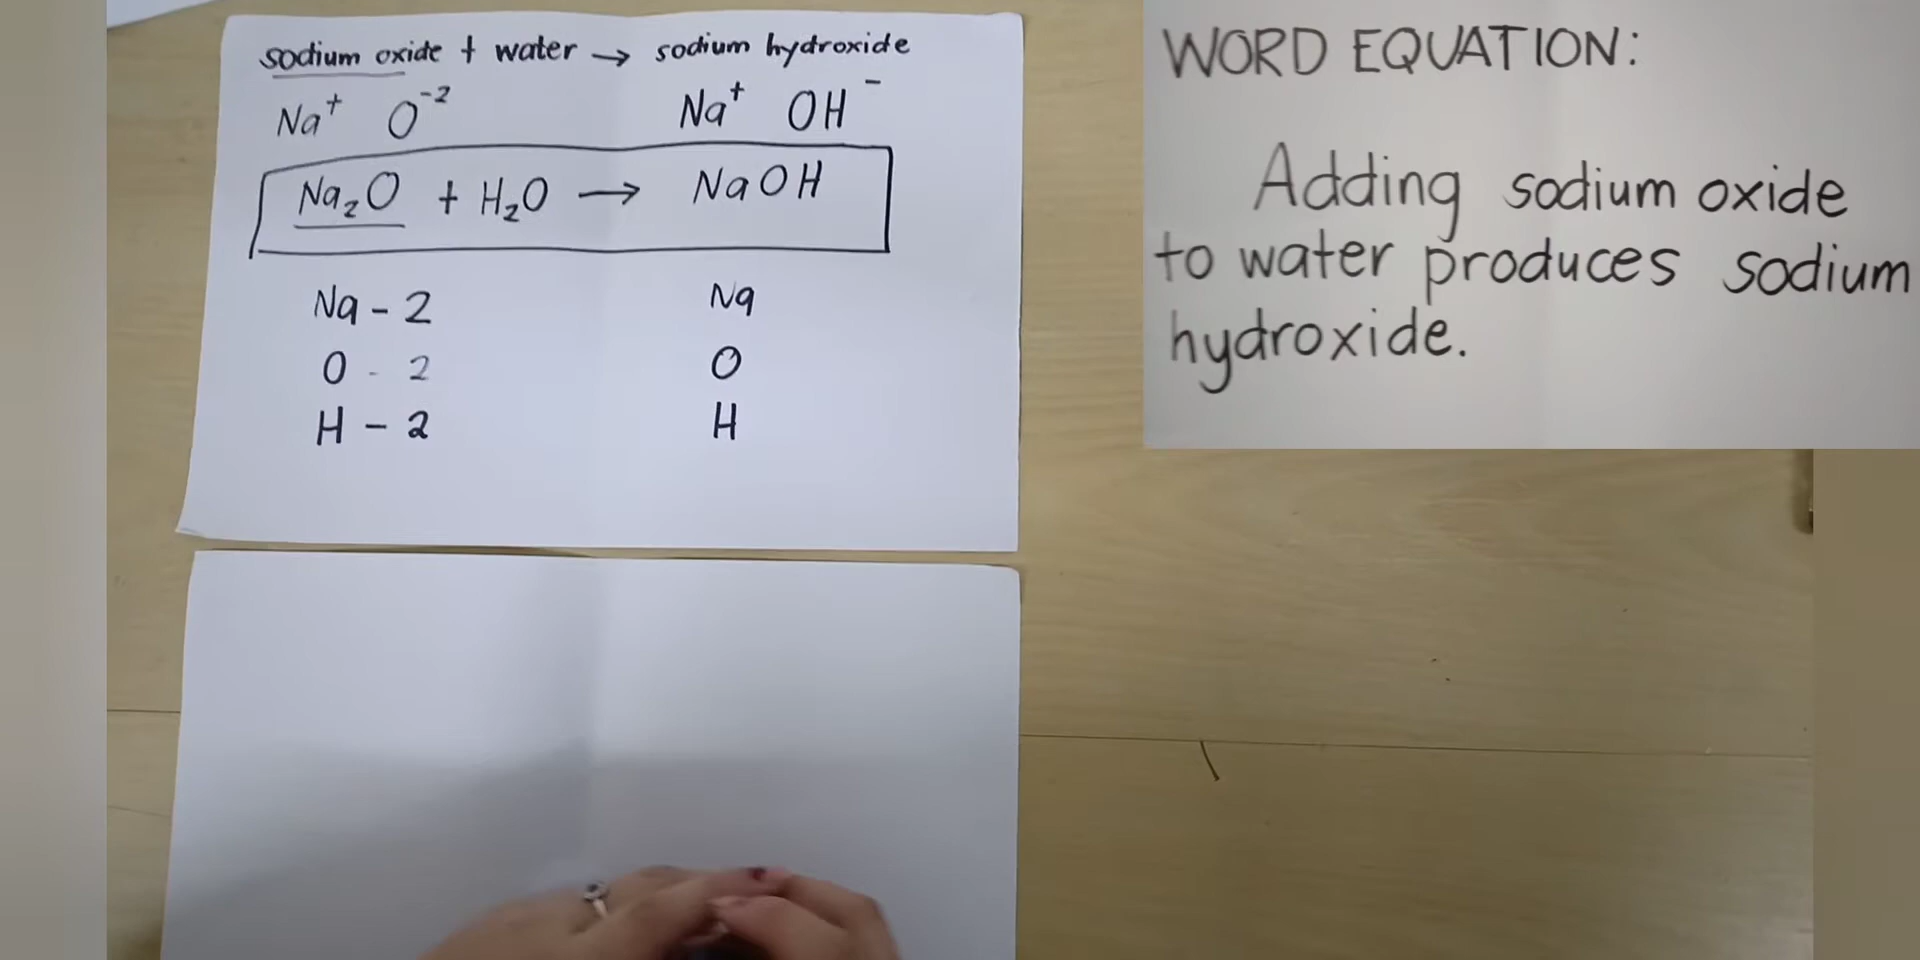 sodium oxide + water → sodium hydroxide
Na⁺ O⁻² Na⁺ OH⁻
Na₂O + H₂O → NaOH
Na - 2 Na
O - 2 O
H - 2 H
WORD EQUATION:
Adding sodium oxide
to water produces sodium
hydroxide.